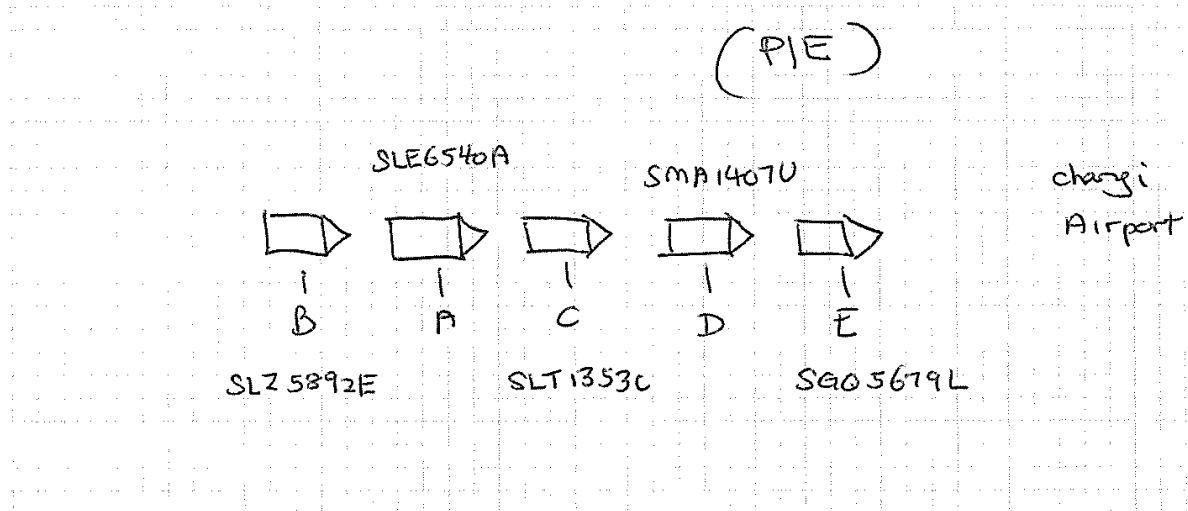 (PIE)
SLE6540A
SMA1407U
changi
Airport
B
A
C
D
E
SLZ5892E
SLT1353C
SGO5679L